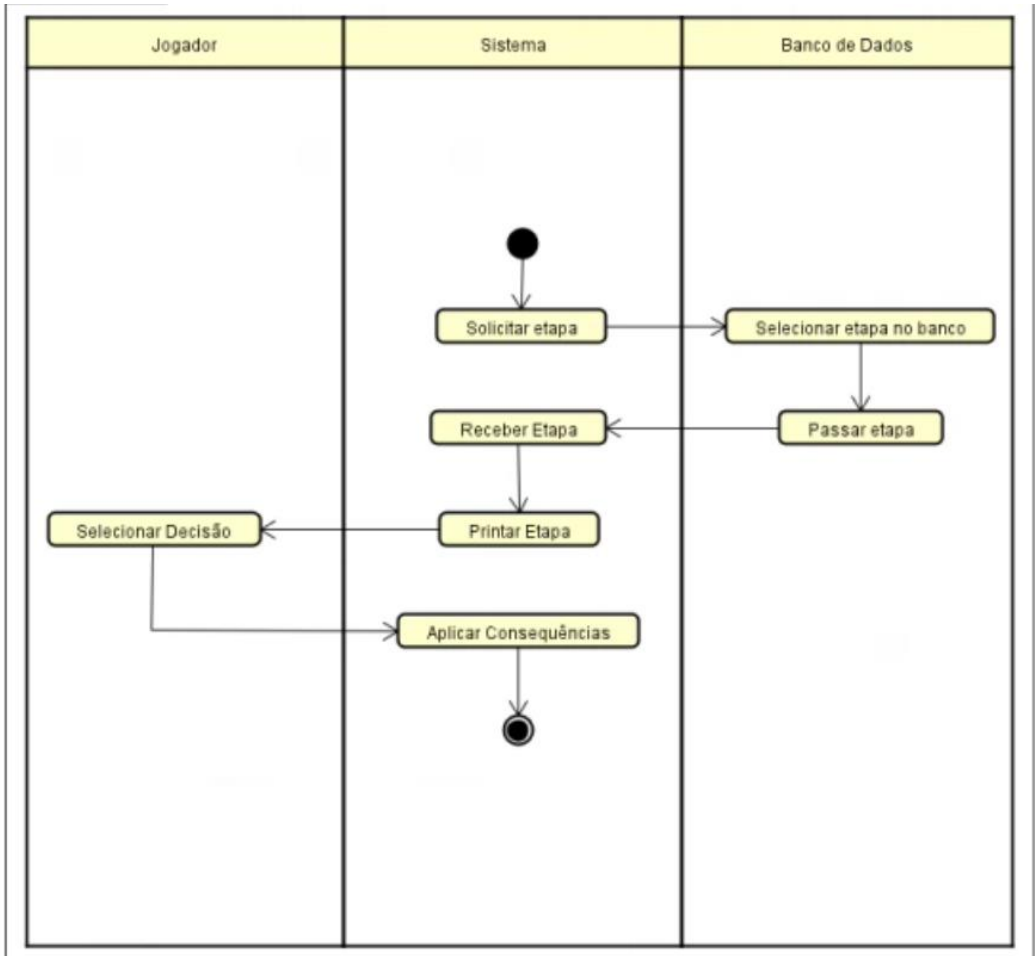 Jogador
Sistema
Banco de Dados
Solicitar etapa
Selecionar etapa no banco
Receber Etapa
Passar etapa
Selecionar Decisão
Printar Etapa
Aplicar Consequências